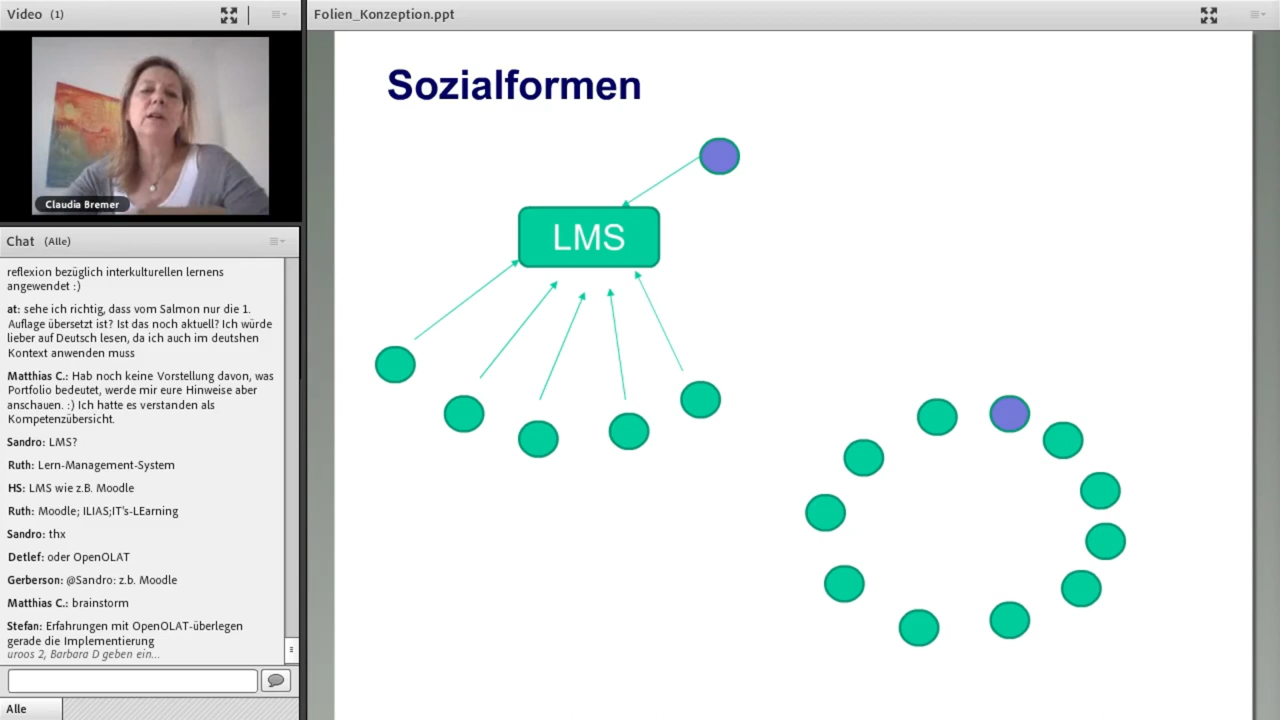 Video (1)
Claudia Bremer
Chat (Alle)
reflexion bezüglich interkulturellen lernens
angewendet :)
at: sehe ich richtig, dass vom Salmon nur die 1.
Auflage übersetzt ist? Ist das noch aktuell? Ich würde
lieber auf Deutsch lesen, da ich auch im deutshen
Kontext anwenden muss
Matthias C.: Hab noch keine Vorstellung davon, was
Portfolio bedeutet, werde mir eure Hinweise aber
anschauen. :) Ich hatte es verstanden als
Kompetenzübersicht.
Sandro: LMS?
Ruth: Lern-Management-System
HS: LMS wie z.B. Moodle
Ruth: Moodle; ILIAS;IT's-LEarning
Sandro: thx
Detlef: oder OpenOLAT
Gerberson: @Sandro: z.b. Moodle
Matthias C.: brainstorm
Stefan: Erfahrungen mit OpenOLAT-überlegen
gerade die Implementierung
uroos 2, Barbara D geben ein...
Alle
Folien_Konzeption.ppt
Sozialformen
LMS